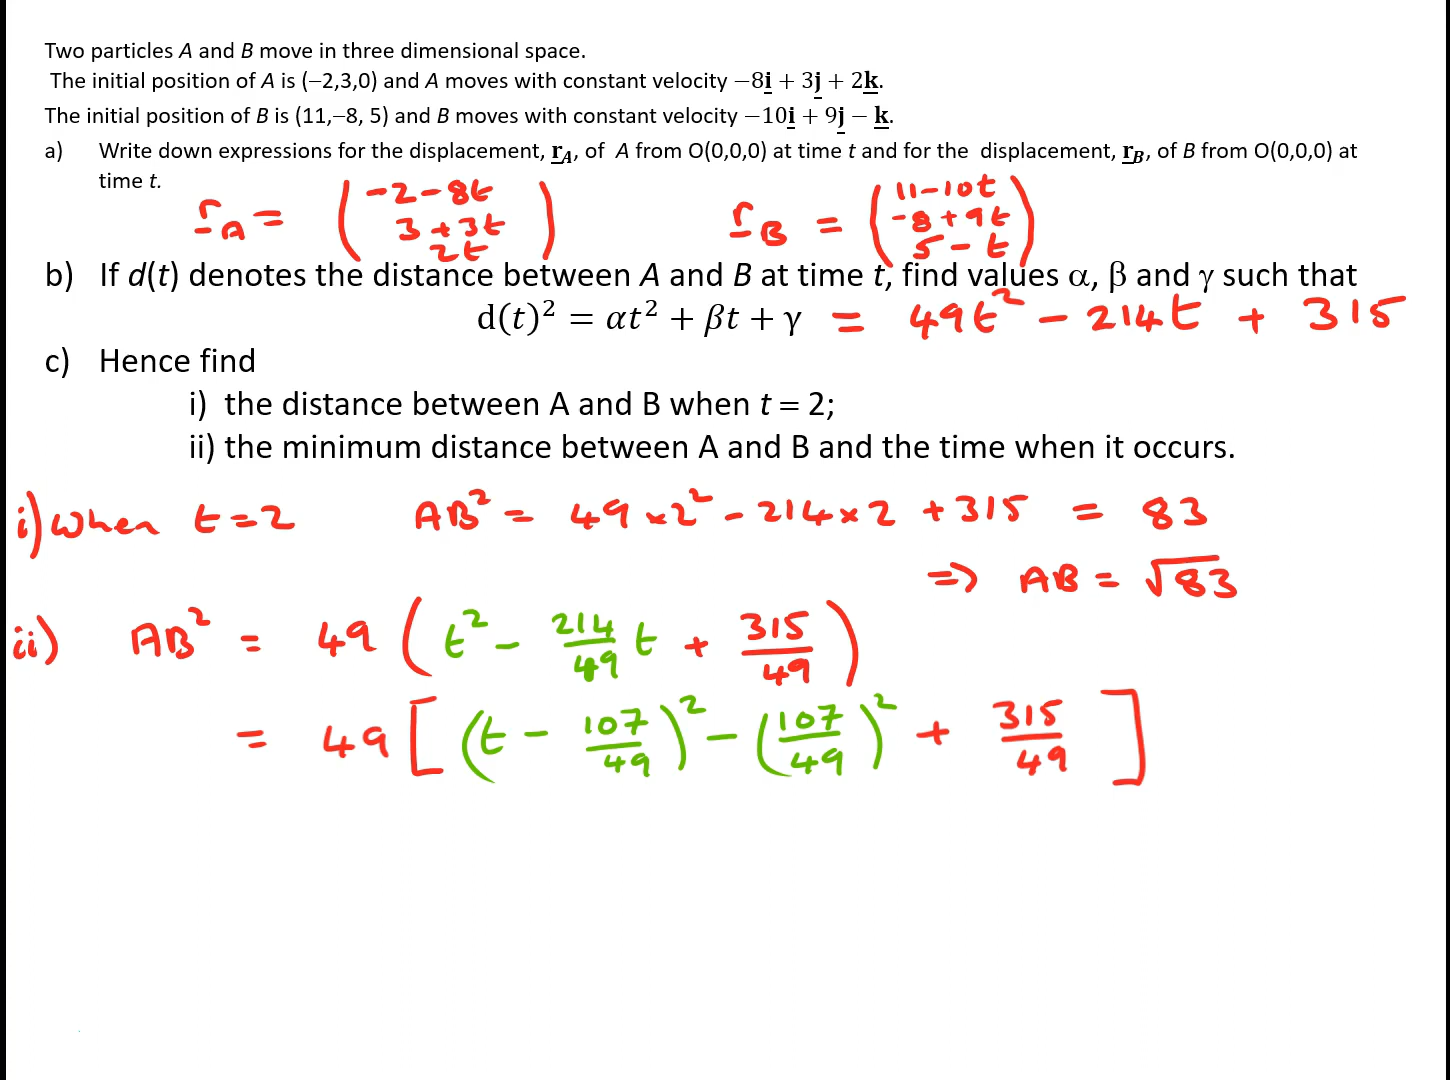 Two particles A and B move in three dimensional space.
The initial position of A is (−2,3,0) and A moves with constant velocity −8i + 3j + 2k.
The initial position of B is (11,−8, 5) and B moves with constant velocity −10i + 9j − k.
a) Write down expressions for the displacement, r_A, of A from O(0,0,0) at time t and for the displacement, r_B, of B from O(0,0,0) at
time t.
r_A = ( −2−8t 3+3t 2t ) r_B = ( 11−10t −8+9t 5−t )
b) If d(t) denotes the distance between A and B at time t, find values α, β and γ such that
d(t)² = αt² + βt + γ = 49t² − 214t + 315
c) Hence find
i) the distance between A and B when t = 2;
ii) the minimum distance between A and B and the time when it occurs.
i) when t=2 AB² = 49×2² − 214×2 + 315 = 83
⇒ AB = √83
ii) AB² = 49 ( t² − 214/49 t + 315/49 )
= 49 [ (t − 107/49)² − (107/49)² + 315/49 ]